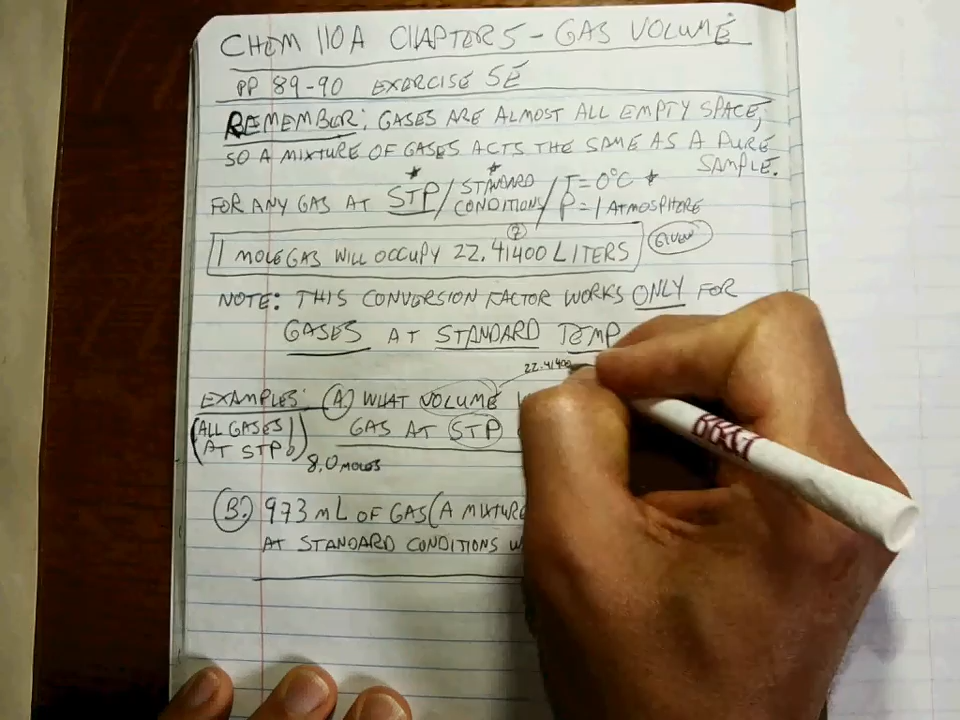 CHEM 110A CHAPTER 5 - GAS VOLUME
PP 89-90 EXERCISE 5E
REMEMBER: GASES ARE ALMOST ALL EMPTY SPACE,
SO A MIXTURE OF GASES ACTS THE SAME AS A PURE
SAMPLE.
FOR ANY GAS AT STP / STANDARD CONDITIONS / T = 0°C
P = 1 ATMOSPHERE
1 MOLE GAS WILL OCCUPY 22.41400 LITERS GIVEN
(7)
NOTE: THIS CONVERSION FACTOR WORKS ONLY FOR
GASES AT STANDARD TEMP
22.41400
EXAMPLES: (A) WHAT VOLUME
(ALL GASES AT STP) GAS AT STP
8.0 MOLES
(B.) 973 mL OF GAS (A MIXTURE
AT STANDARD CONDITIONS W